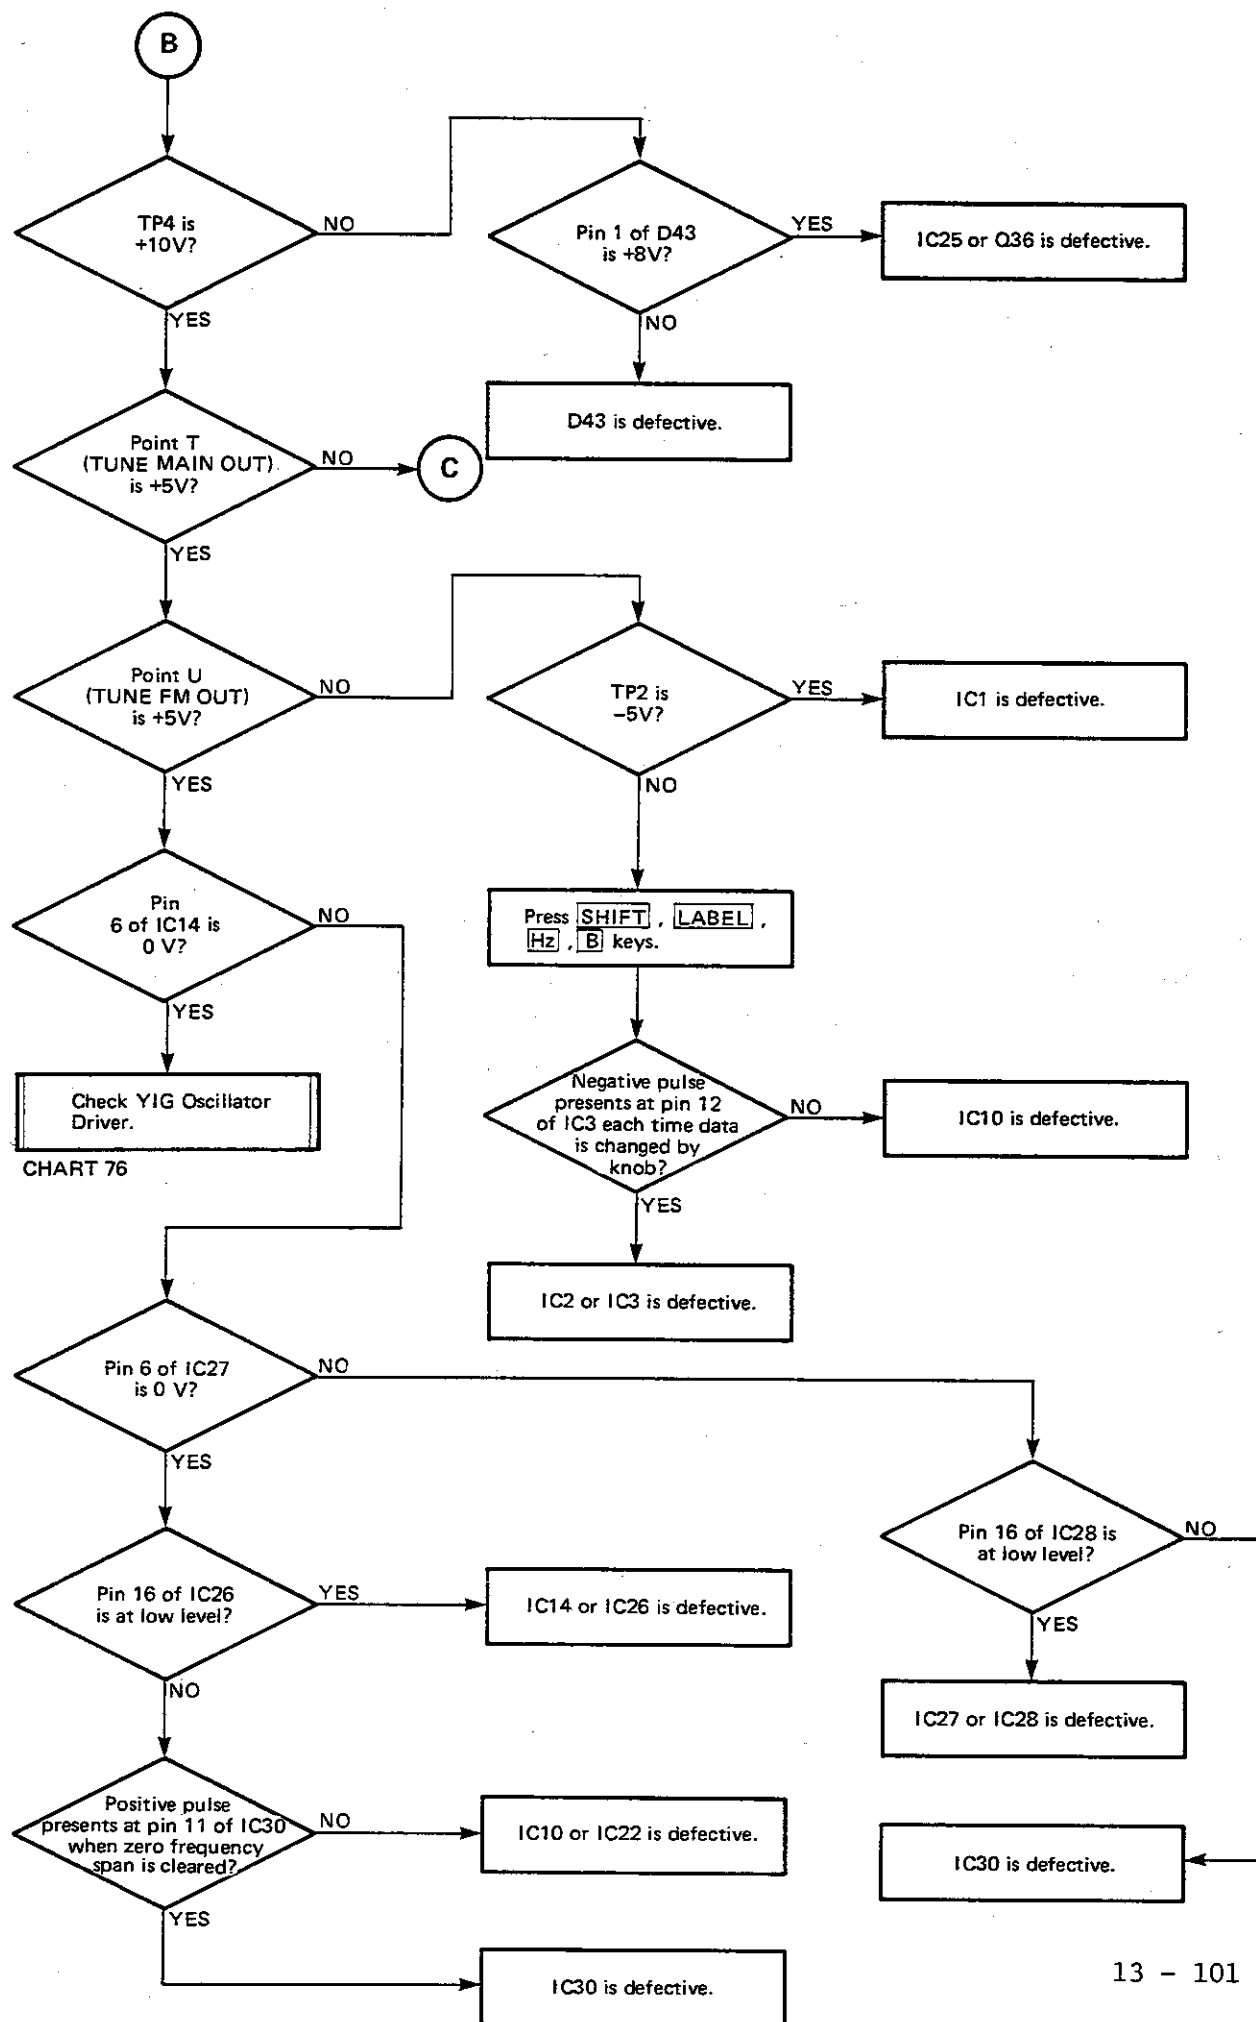 B
TP4 is
+10V?
NO
YES
Pin 1 of D43
is +8V?
YES
NO
IC25 or Q36 is defective.
D43 is defective.
Point T
(TUNE MAIN OUT)
is +5V?
NO
C
YES
Point U
(TUNE FM OUT)
is +5V?
NO
YES
TP2 is
−5V?
YES
NO
IC1 is defective.
Pin
6 of IC14 is
0 V?
NO
YES
Press SHIFT , LABEL ,
Hz , B keys.
Check YIG Oscillator
Driver.
CHART 76
Negative pulse
presents at pin 12
of IC3 each time data
is changed by
knob?
NO
YES
IC10 is defective.
IC2 or IC3 is defective.
Pin 6 of IC27
is 0 V?
NO
YES
Pin 16 of IC28 is
at low level?
NO
YES
Pin 16 of IC26
is at low level?
YES
NO
IC14 or IC26 is defective.
IC27 or IC28 is defective.
Positive pulse
presents at pin 11 of IC30
when zero frequency
span is cleared?
NO
YES
IC10 or IC22 is defective.
IC30 is defective.
IC30 is defective.
13 - 101